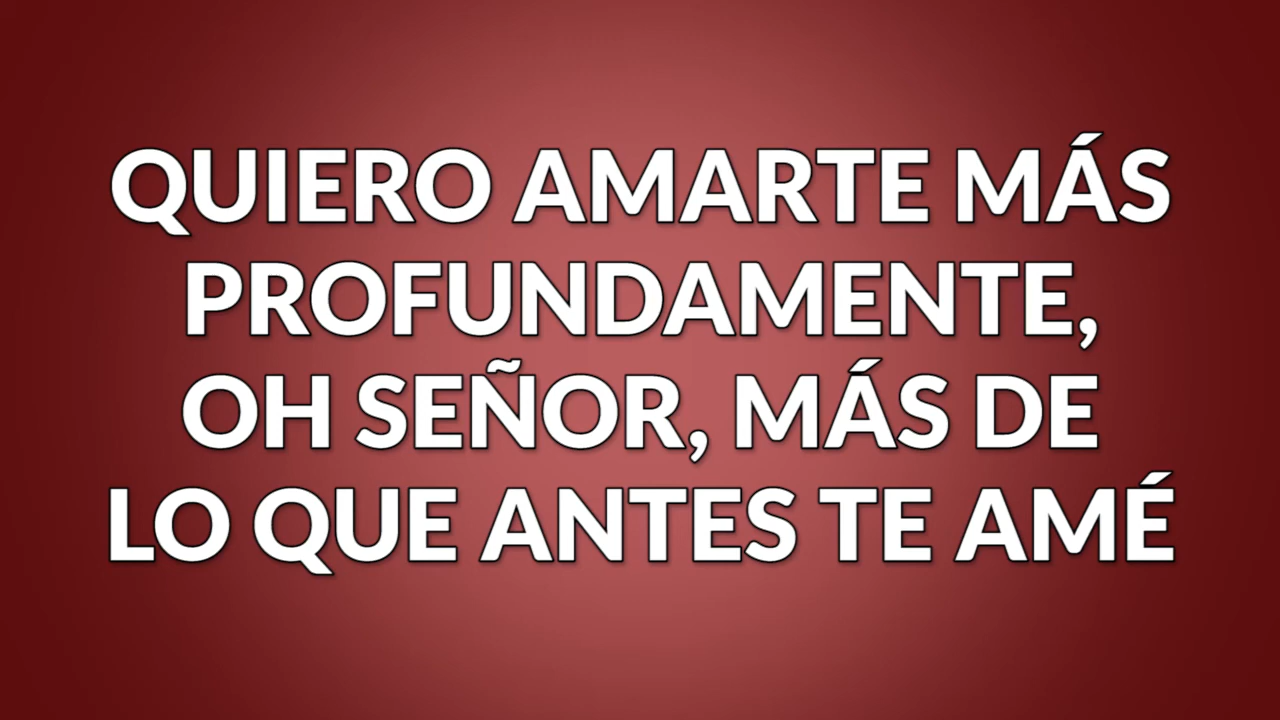 QUIERO AMARTE MÁS
PROFUNDAMENTE,
OH SEÑOR, MÁS DE
LO QUE ANTES TE AMÉ